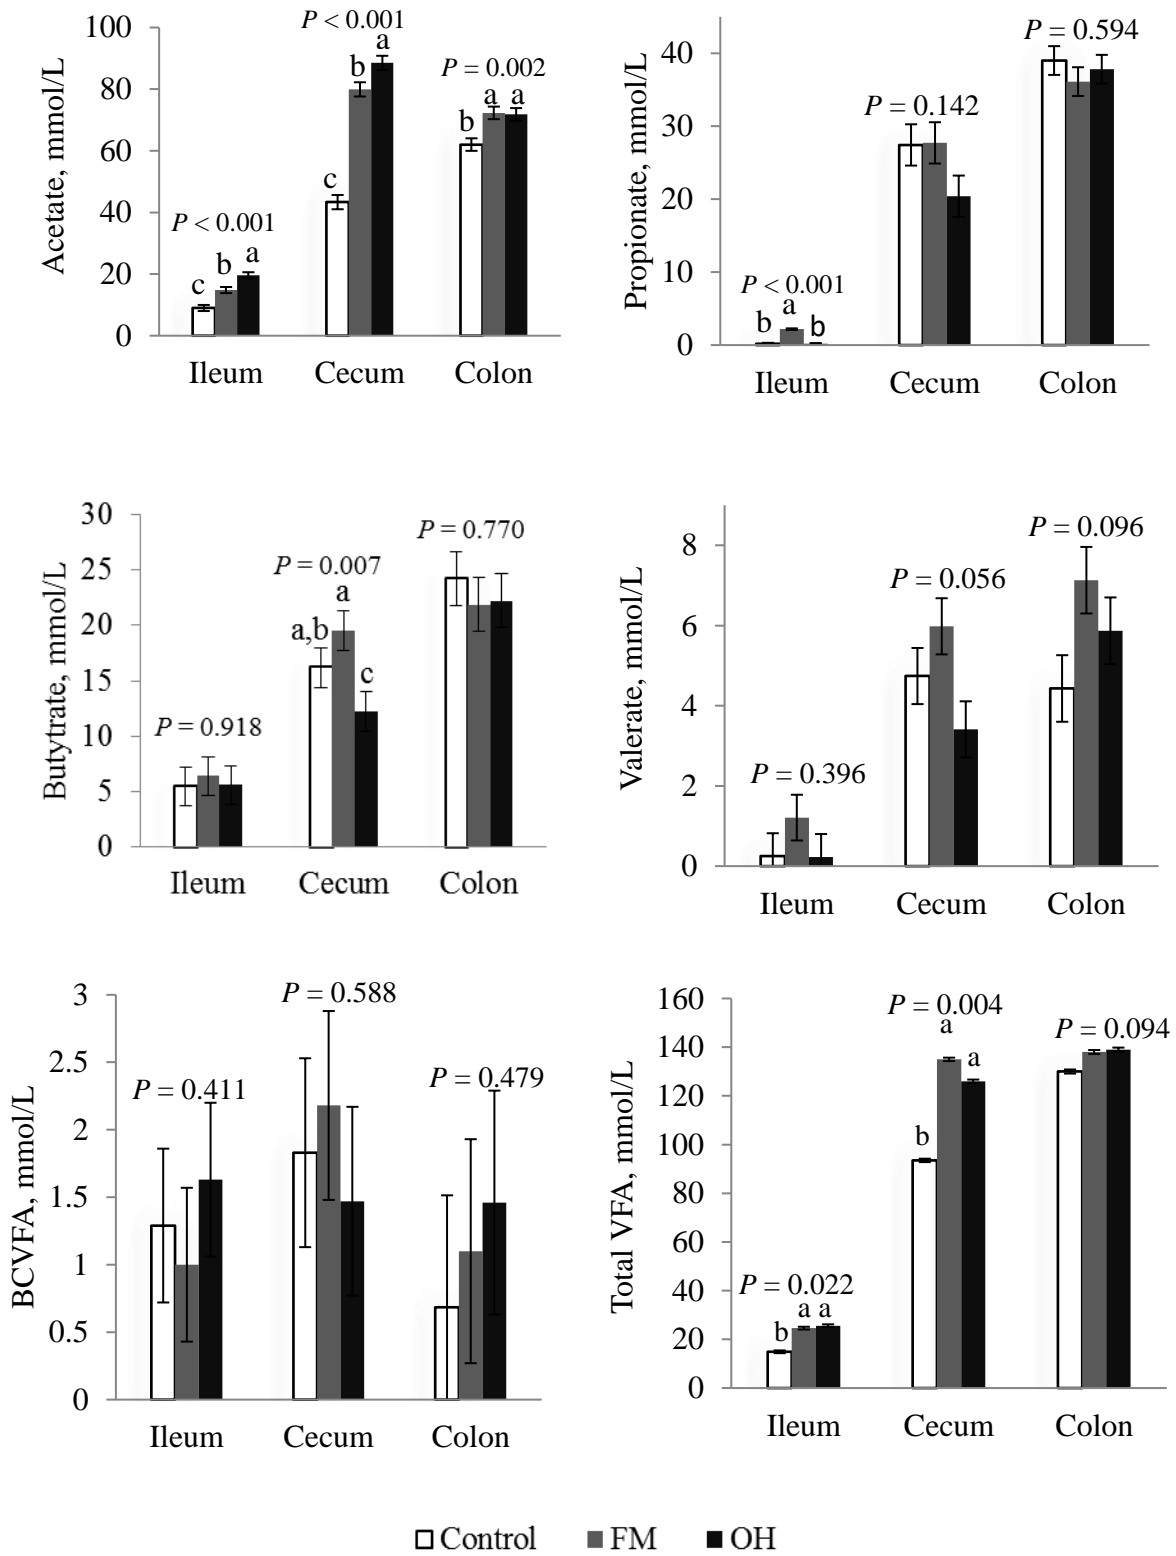 Acetate, mmol/L
100
80
60
40
20
0
P < 0.001
c b a
P < 0.001
c b a
P = 0.002
b a a
Ileum Cecum Colon
Propionate, mmol/L
40
30
20
10
0
P < 0.001
b a b
P = 0.142
P = 0.594
Ileum Cecum Colon
Butytrate, mmol/L
30
25
20
15
10
5
0
P = 0.918
P = 0.007
a,b a c
P = 0.770
Ileum Cecum Colon
Valerate, mmol/L
8
6
4
2
0
P = 0.396
P = 0.056
P = 0.096
Ileum Cecum Colon
BCVFA, mmol/L
3
2.5
2
1.5
1
0.5
0
P = 0.411
P = 0.588
P = 0.479
Ileum Cecum Colon
Total VFA, mmol/L
160
140
120
100
80
60
40
20
0
P = 0.022
b a a
P = 0.004
b a a
P = 0.094
Ileum Cecum Colon
Control FM OH